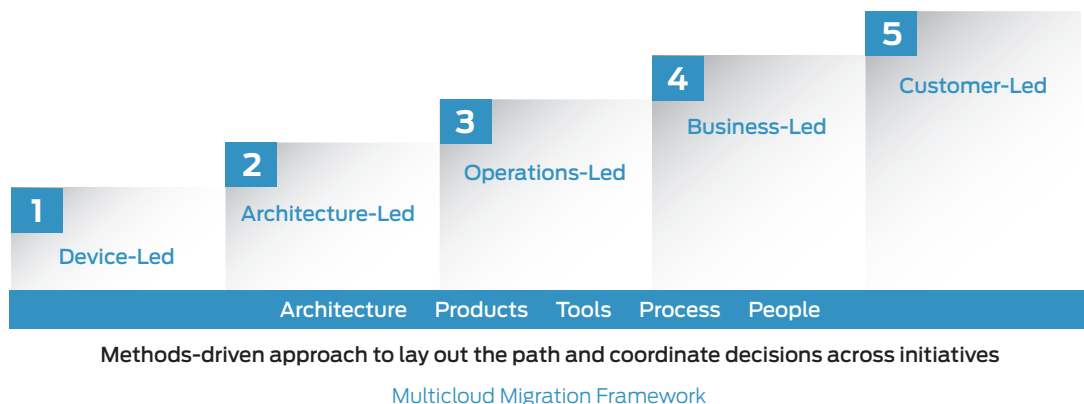 1
Device-Led
2
Architecture-Led
3
Operations-Led
4
Business-Led
5
Customer-Led
Architecture Products Tools Process People
Methods-driven approach to lay out the path and coordinate decisions across initiatives
Multicloud Migration Framework